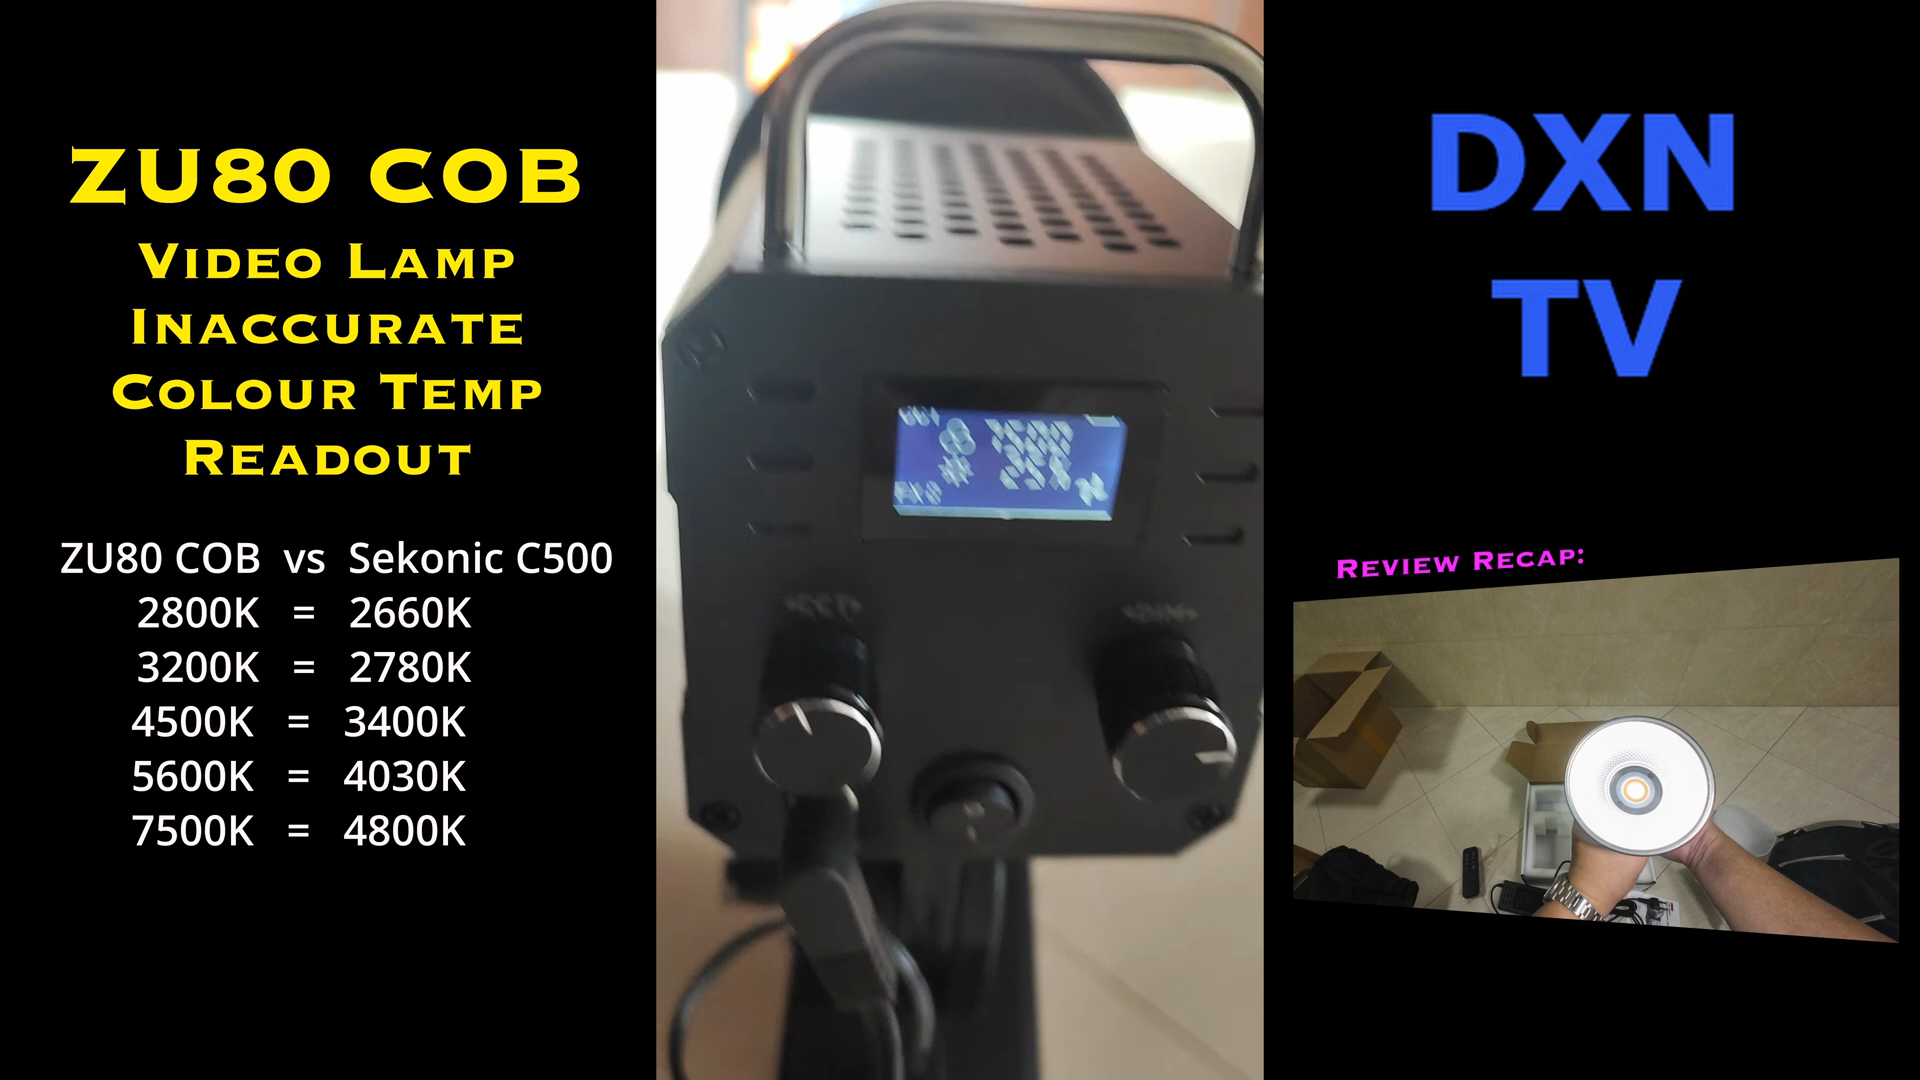 ZU80 COB
Video Lamp
Inaccurate
Colour Temp
Readout
ZU80 COB vs Sekonic C500
2800K = 2660K
3200K = 2780K
4500K = 3400K
5600K = 4030K
7500K = 4800K
DXN
TV
Review Recap: